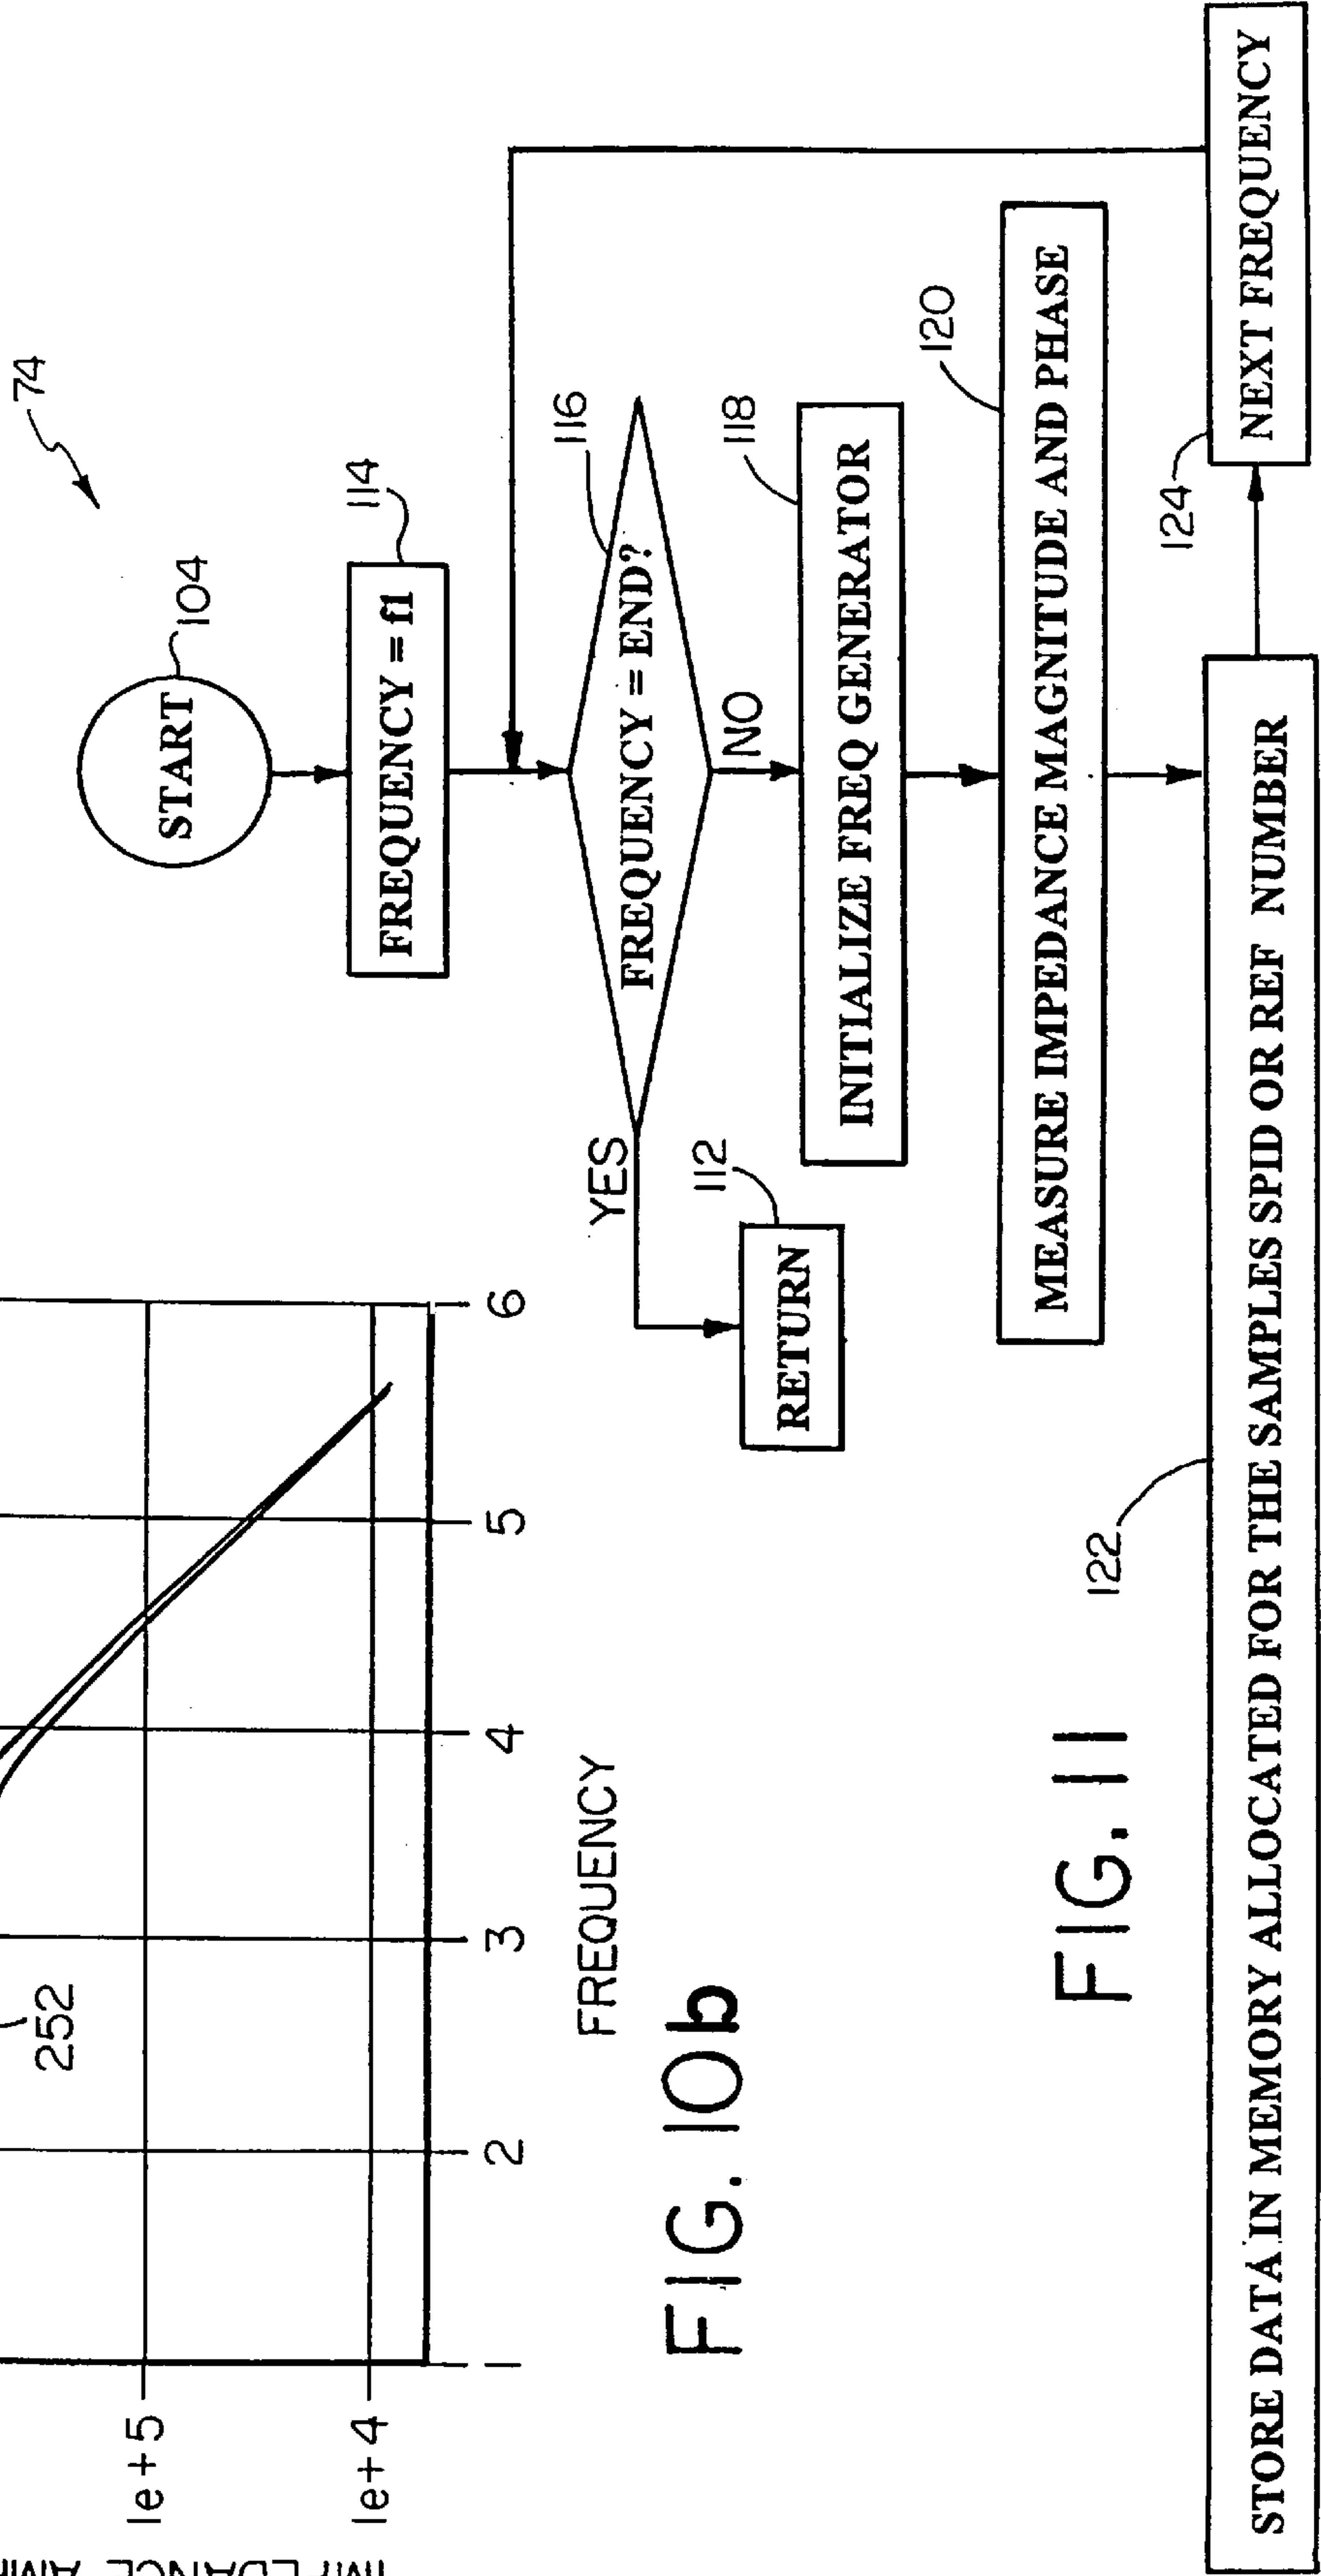 1e+5
1e+4
252
1
2
3
4
5
6
FREQUENCY
FIG. 10b
74
START
104
FREQUENCY = f1
114
FREQUENCY = END?
116
YES
NO
RETURN
112
INITIALIZE FREQ GENERATOR
118
MEASURE IMPEDANCE MAGNITUDE AND PHASE
120
STORE DATA IN MEMORY ALLOCATED FOR THE SAMPLES SPID OR REF NUMBER
122
NEXT FREQUENCY
124
FIG. 11